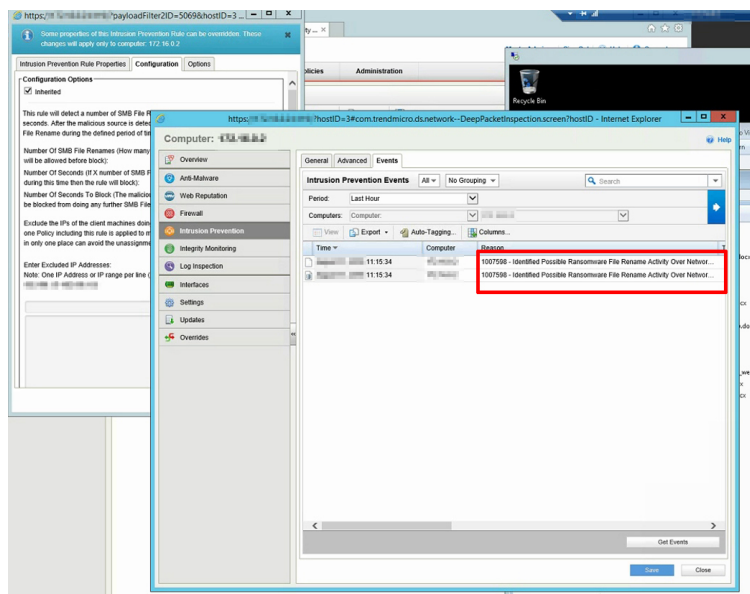 https:// ?payloadFilter2ID=5069&hostID=3 ...
Some properties of this Intrusion Prevention Rule can be overridden. These
changes will apply only to computer: 172.16.0.2
Intrusion Prevention Rule Properties Configuration Options
Configuration Options
Inherited
This rule will detect a number of SMB File R
seconds. After the malicious source is detec
File Rename during the defined period of tim
Number Of SMB File Renames (How many
will be allowed before block):
Number Of Seconds (If X number of SMB F
during this time then the rule will block):
Number Of Seconds To Block (The malicio
be blocked from doing any further SMB File
Exclude the IPs of the client machines doin
one Policy including this rule is applied to m
in only one place can avoid the unassignme
Enter Excluded IP Addresses:
Note: One IP Address or IP range per line (
ty ... ×
olicies Administration
Recycle Bin
https:/ ?hostID=3#com.trendmicro.ds.network--DeepPacketInspection.screen?hostID - Internet Explorer
Computer:
Help
Overview
Anti-Malware
Web Reputation
Firewall
Intrusion Prevention
Integrity Monitoring
Log Inspection
Interfaces
Settings
Updates
Overrides
General Advanced Events
Intrusion Prevention Events All No Grouping Search
Period: Last Hour
Computers: Computer:
View Export Auto-Tagging... Columns...
Time Computer Reason T
11:15:34 1007598 - Identified Possible Ransomware File Rename Activity Over Networ...
11:15:34 1007598 - Identified Possible Ransomware File Rename Activity Over Networ...
Get Events
Save Close